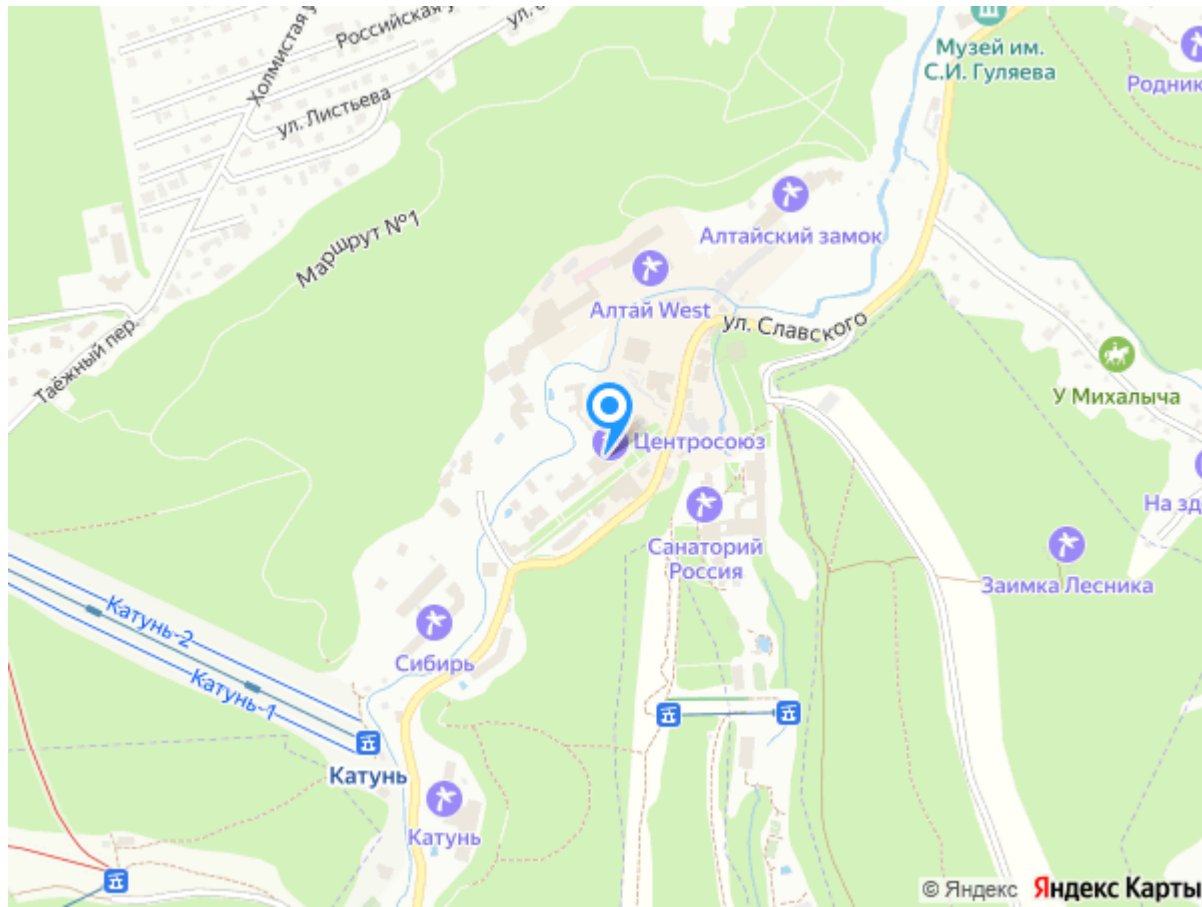 Холмистая у
Российская у
ул. С
ул. Листьева
Музей им.
С.И. Гуляева
Родник
Маршрут №1
Алтайский замок
Алтай West
ул. Славского
Таёжный пер.
У Михалыча
Центросоюз
На зд
Санаторий
Россия
Заимка Лесника
Катунь-2
Сибирь
Катунь-1
Катунь
Катунь
© Яндекс Яндекс Карты